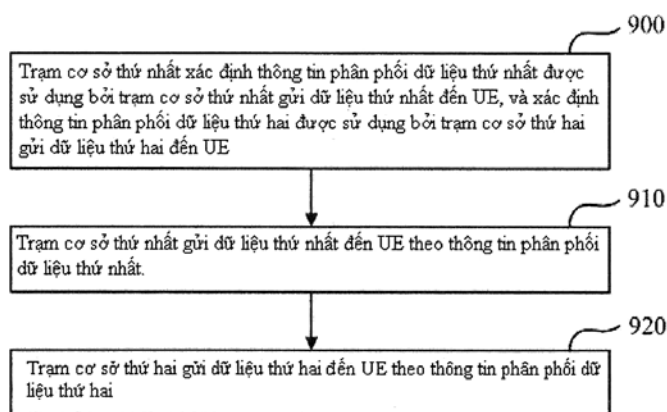 900
Trạm cơ sở thứ nhất xác định thông tin phân phối dữ liệu thứ nhất được
sử dụng bởi trạm cơ sở thứ nhất gửi dữ liệu thứ nhất đến UE, và xác định
thông tin phân phối dữ liệu thứ hai được sử dụng bởi trạm cơ sở thứ hai
gửi dữ liệu thứ hai đến UE
910
Trạm cơ sở thứ nhất gửi dữ liệu thứ nhất đến UE theo thông tin phân phối
dữ liệu thứ nhất.
920
Trạm cơ sở thứ hai gửi dữ liệu thứ hai đến UE theo thông tin phân phối dữ
liệu thứ hai